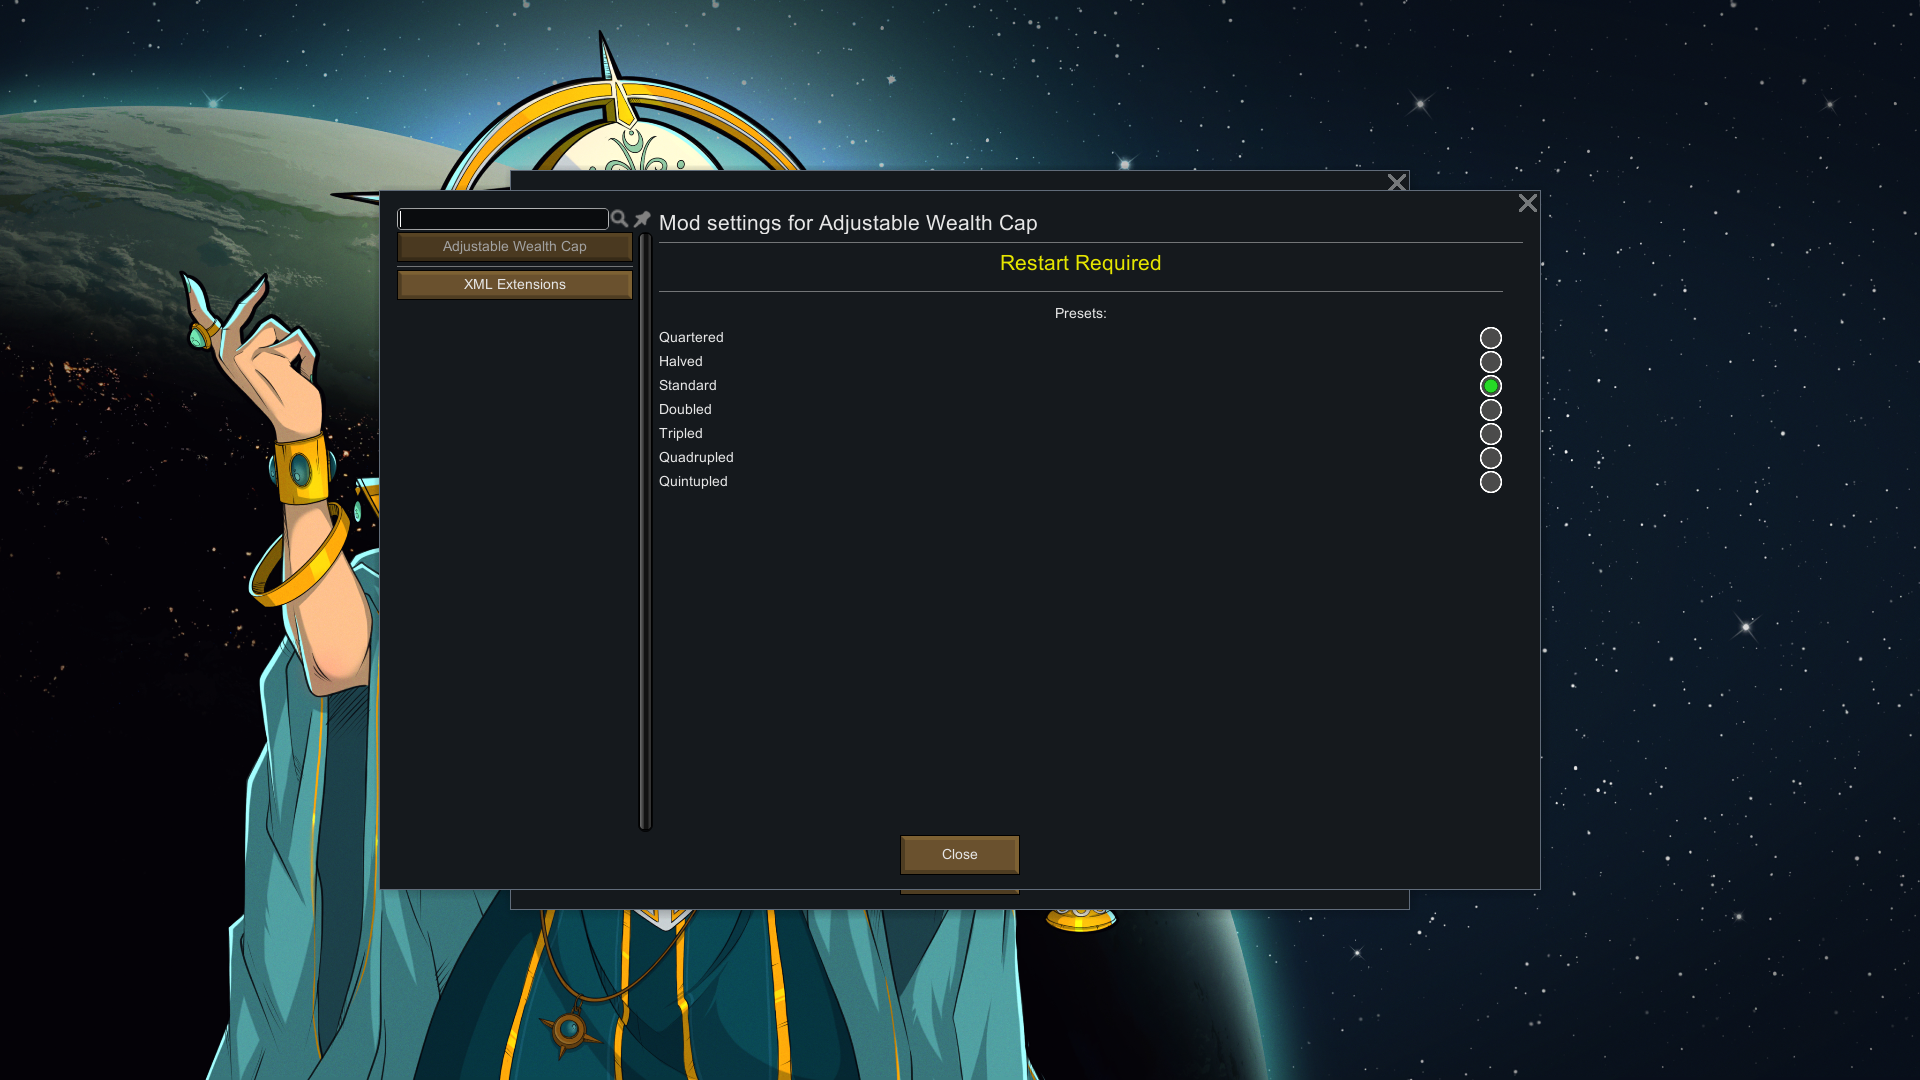 Mod settings for Adjustable Wealth Cap
Adjustable Wealth Cap
XML Extensions
Restart Required
Presets:
Quartered
Halved
Standard
Doubled
Tripled
Quadrupled
Quintupled
Close